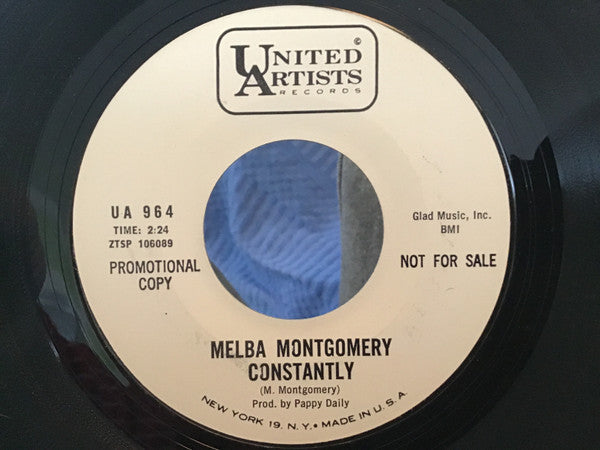 ©
UNITED
ARTISTS
RECORDS
UA 964
TIME: 2:24
ZTSP 106089
PROMOTIONAL
COPY
Glad Music, Inc.
BMI
NOT FOR SALE
MELBA MONTGOMERY
CONSTANTLY
(M. Montgomery)
Prod. by Pappy Daily
NEW YORK 19, N.Y. • MADE IN U.S.A.